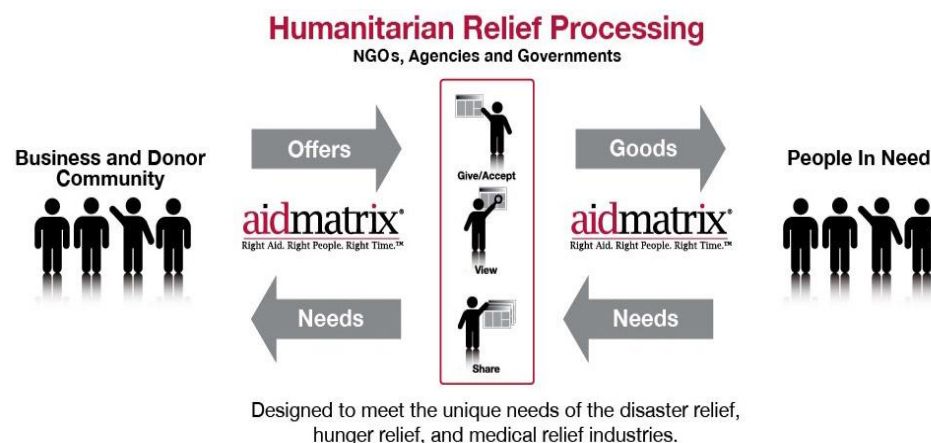 Humanitarian Relief Processing
NGOs, Agencies and Governments
Business and Donor
Community
Offers
aidmatrix®
Right Aid. Right People. Right Time.™
Needs
Give/Accept
View
Share
Goods
aidmatrix®
Right Aid. Right People. Right Time.™
Needs
People In Need
Designed to meet the unique needs of the disaster relief,
hunger relief, and medical relief industries.